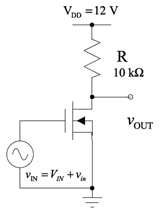 V_DD = 12 V
R
10 kΩ
v_OUT
v_IN = V_IN + v_in